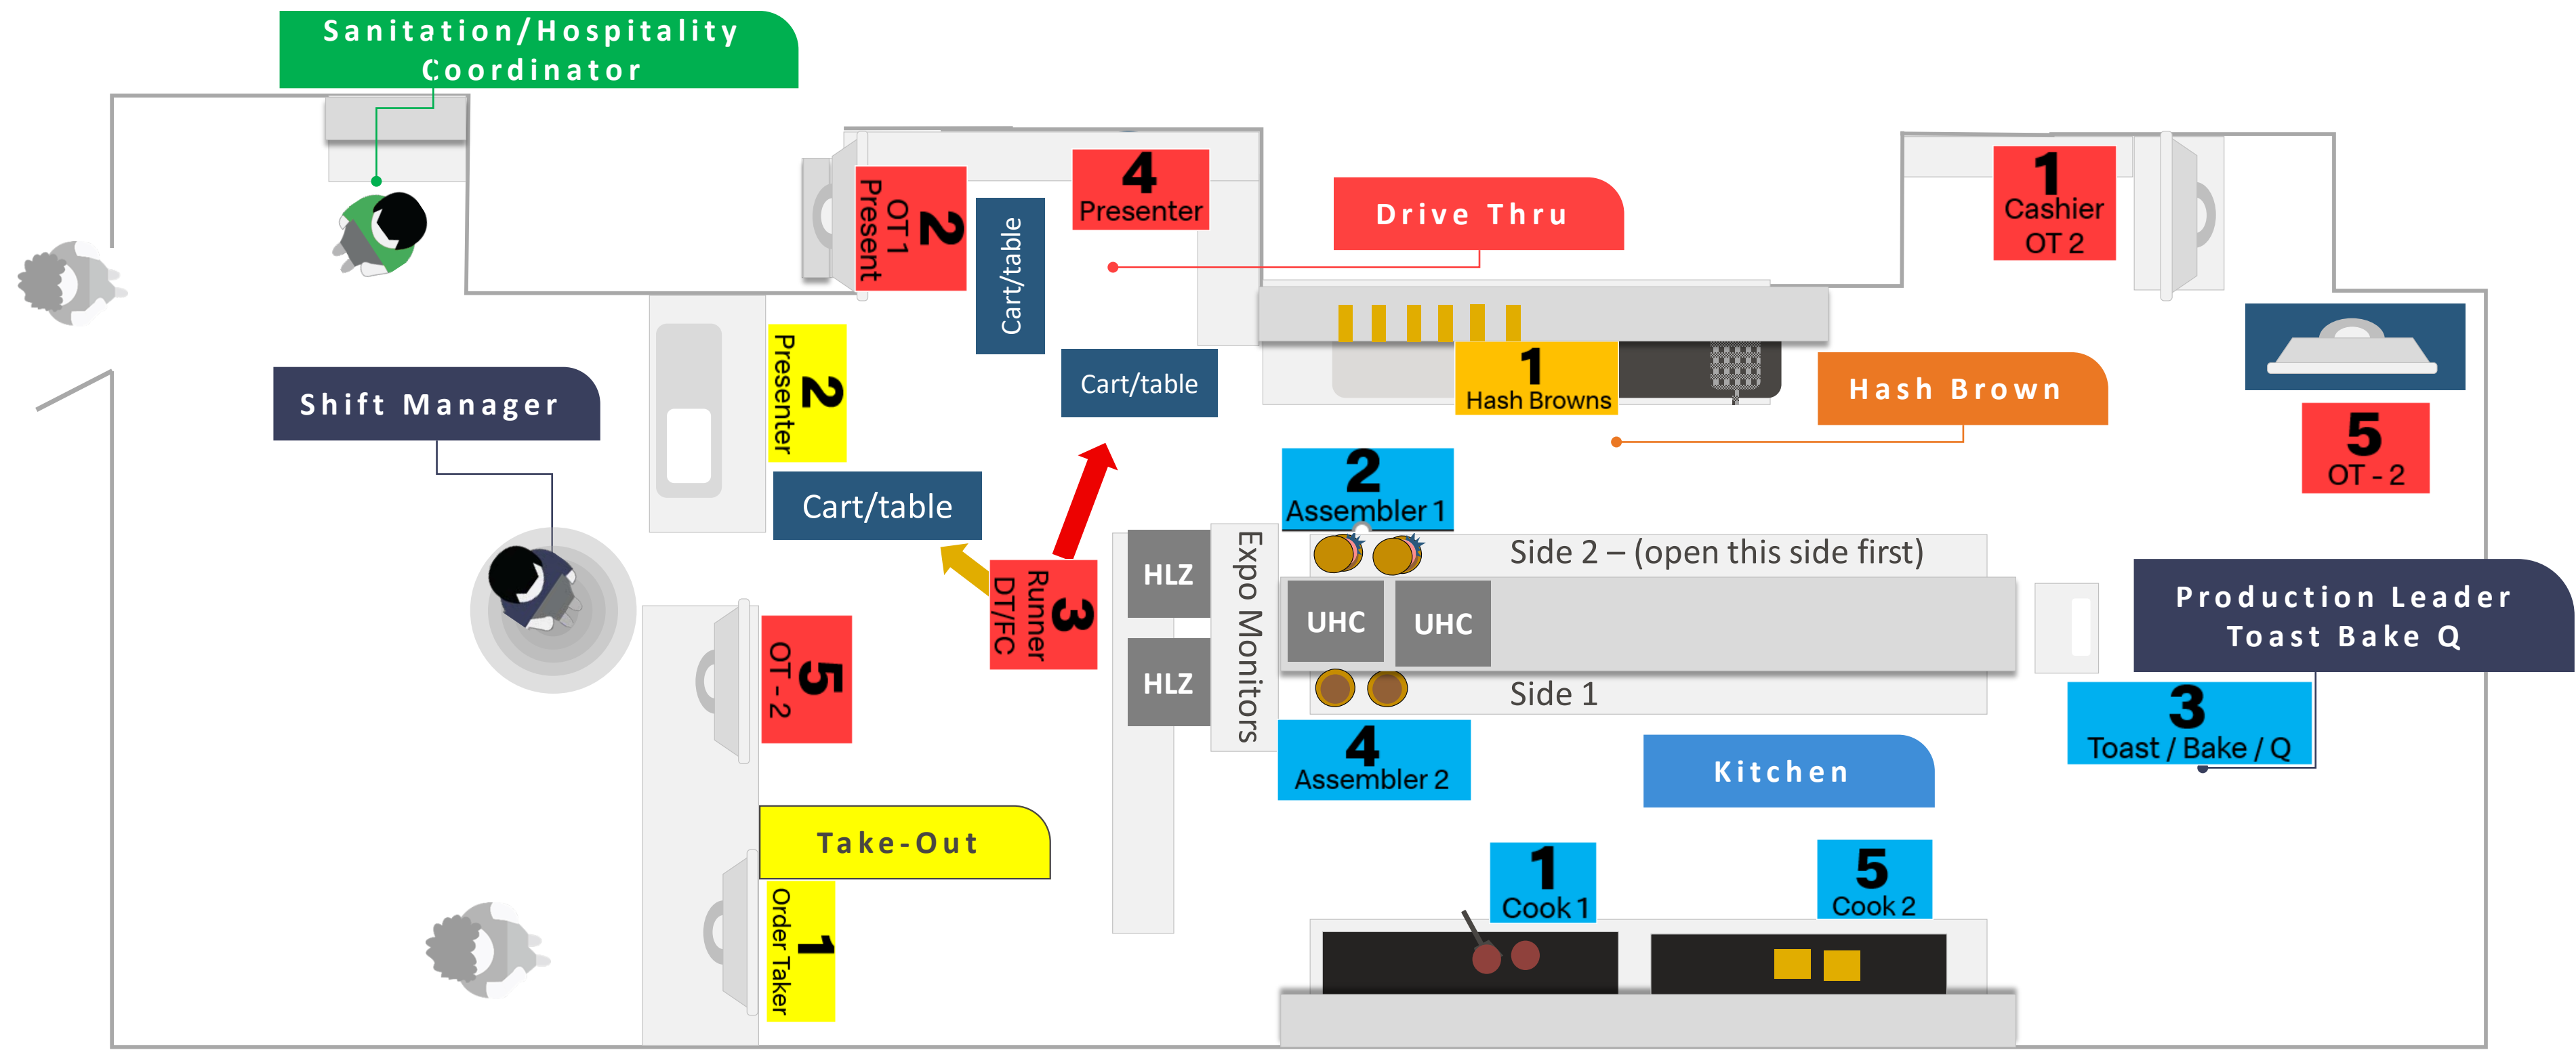 Sanitation/Hospitality
Coordinator
2
OT 1
Present
4
Presenter
Cart/table
Drive Thru
1
Cashier
OT 2
Cart/table
1
Hash Browns
Hash Brown
Shift Manager
2
Presenter
5
OT - 2
Cart/table
2
Assembler 1
3
Runner
DT/FC
HLZ
HLZ
Expo Monitors
Side 2 – (open this side first)
UHC
UHC
Side 1
Production Leader
Toast Bake Q
3
Toast / Bake / Q
5
OT - 2
4
Assembler 2
Kitchen
Take-Out
1
Order Taker
1
Cook 1
5
Cook 2